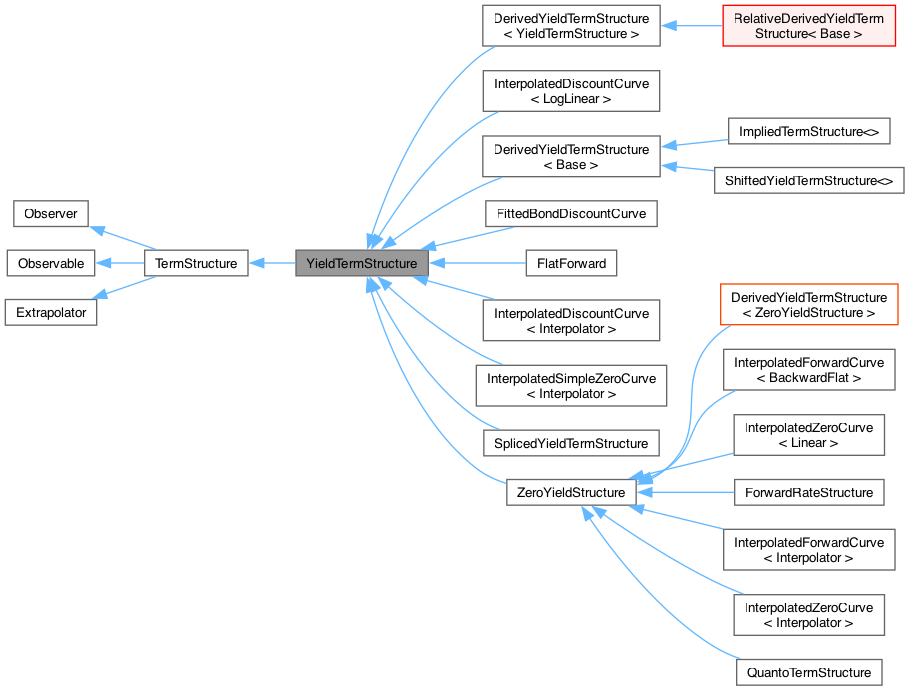 DerivedYieldTermStructure
< YieldTermStructure >
RelativeDerivedYieldTerm
Structure< Base >
InterpolatedDiscountCurve
< LogLinear >
DerivedYieldTermStructure
< Base >
ImpliedTermStructure<>
ShiftedYieldTermStructure<>
Observer
Observable
Extrapolator
TermStructure
YieldTermStructure
FittedBondDiscountCurve
FlatForward
InterpolatedDiscountCurve
< Interpolator >
InterpolatedSimpleZeroCurve
< Interpolator >
SplicedYieldTermStructure
ZeroYieldStructure
DerivedYieldTermStructure
< ZeroYieldStructure >
InterpolatedForwardCurve
< BackwardFlat >
InterpolatedZeroCurve
< Linear >
ForwardRateStructure
InterpolatedForwardCurve
< Interpolator >
InterpolatedZeroCurve
< Interpolator >
QuantoTermStructure